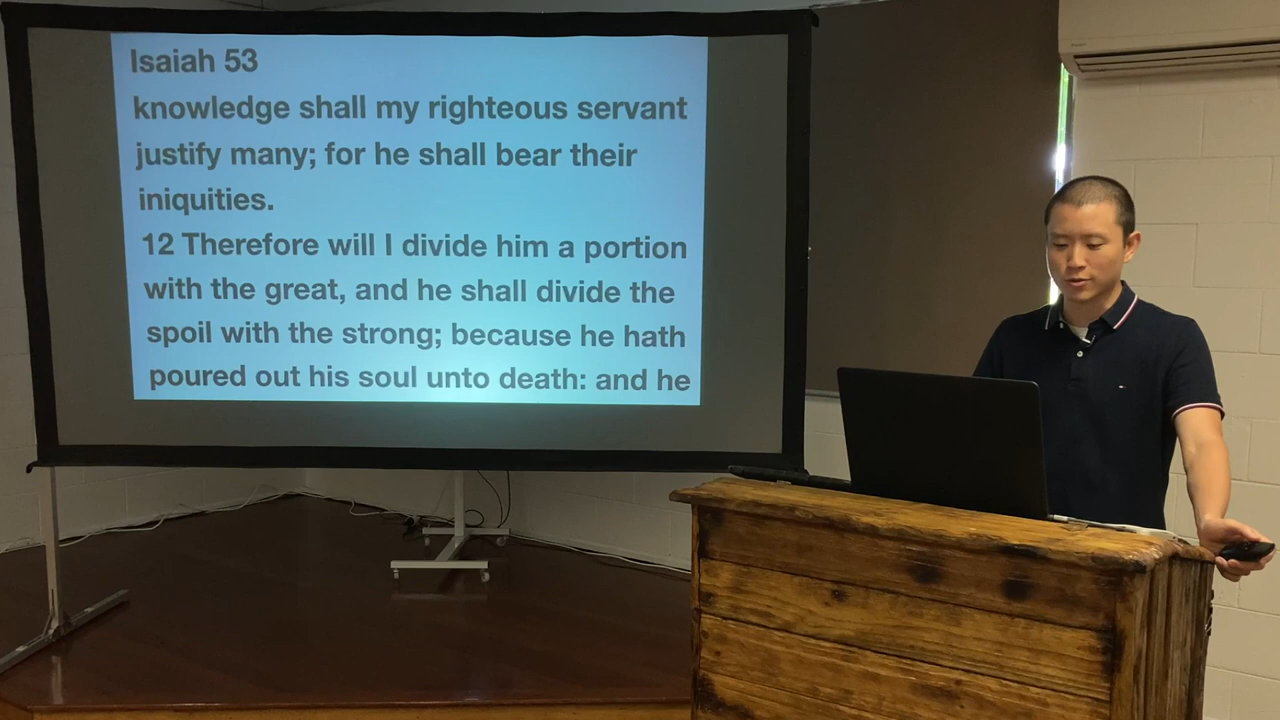 Isaiah 53
knowledge shall my righteous servant
justify many; for he shall bear their
iniquities.
12 Therefore will I divide him a portion
with the great, and he shall divide the
spoil with the strong; because he hath
poured out his soul unto death: and he